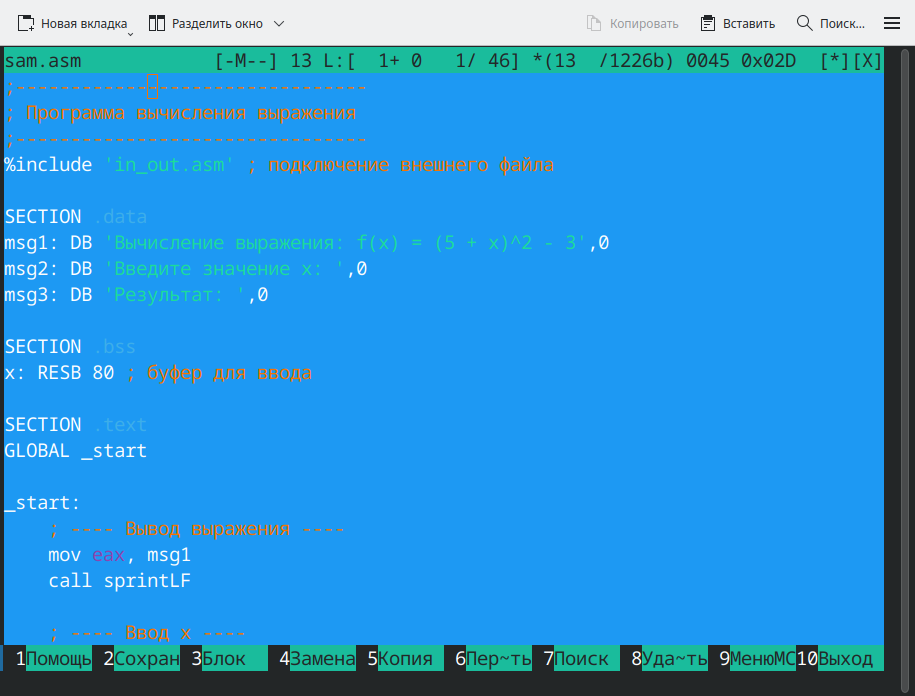 Новая вкладка Разделить окно Копировать Вставить Поиск...
sam.asm [-M--] 13 L:[ 1+ 0 1/ 46] *(13 /1226b) 0045 0x02D [*][X]
;--------------------------------
; Программа вычисления выражения
;--------------------------------
%include 'in_out.asm' ; подключение внешнего файла
SECTION .data
msg1: DB 'Вычисление выражения: f(x) = (5 + x)^2 - 3',0
msg2: DB 'Введите значение x: ',0
msg3: DB 'Результат: ',0
SECTION .bss
x: RESB 80 ; буфер для ввода
SECTION .text
GLOBAL _start
_start:
; ---- Вывод выражения ----
mov eax, msg1
call sprintLF
; ---- Ввод x ----
1Помощь 2Сохран 3Блок 4Замена 5Копия 6Пер~ть 7Поиск 8Уда~ть 9МенюMC 10Выход